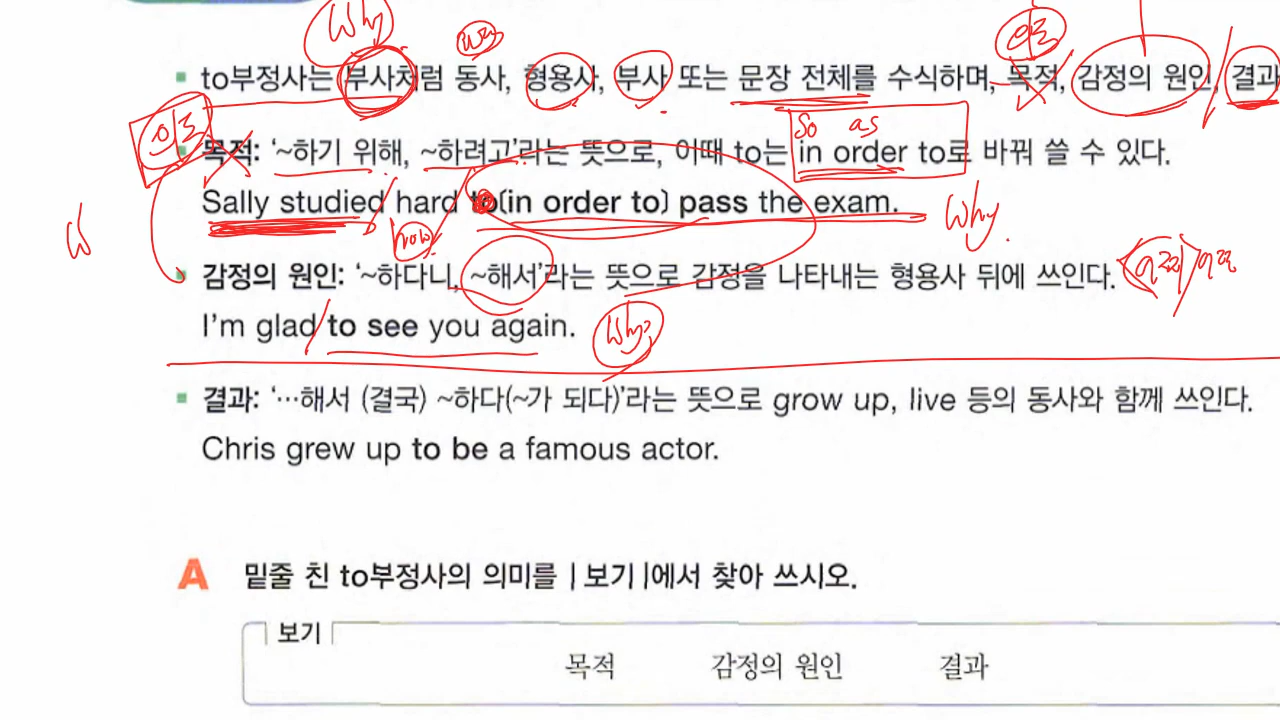 Why
to부정사는 부사처럼 동사, 형용사, 부사 또는 문장 전체를 수식하며, 목적, 감정의 원인, 결과
이유
so as
목적: ‘~하기 위해, ~하려고’라는 뜻으로, 이때 to는 in order to로 바꿔 쓸 수 있다.
이유
Sally studied hard to(in order to) pass the exam.
Why.
W
how
감정의 원인: ‘~하다니, ~해서’라는 뜻으로 감정을 나타내는 형용사 뒤에 쓰인다.
I'm glad to see you again.
Why?
결과: ‘…해서 (결국) ~하다(~가 되다)’라는 뜻으로 grow up, live 등의 동사와 함께 쓰인다.
Chris grew up to be a famous actor.
A 밑줄 친 to부정사의 의미를 |보기|에서 찾아 쓰시오.
보기
목적 감정의 원인 결과